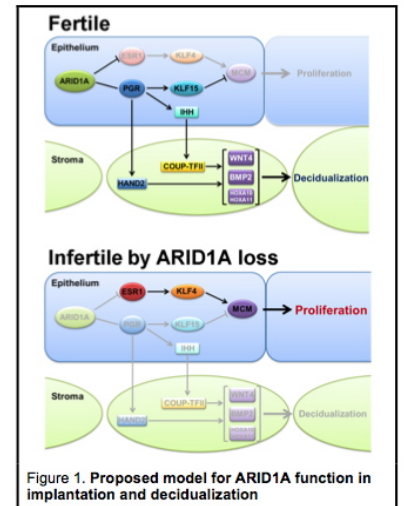 Fertile
Epithelium
ESR1 KLF4
ARID1A MCM Proliferation
PGR KLF15
IHH
Stroma
COUP-TFII WNT4
BMP2 Decidualization
HAND2 HOXA10
HOXA11
Infertile by ARID1A loss
Epithelium
ESR1 KLF4
ARID1A MCM Proliferation
PGR KLF15
IHH
Stroma
COUP-TFII WNT4
BMP2 Decidualization
HAND2
Figure 1. Proposed model for ARID1A function in
implantation and decidualization